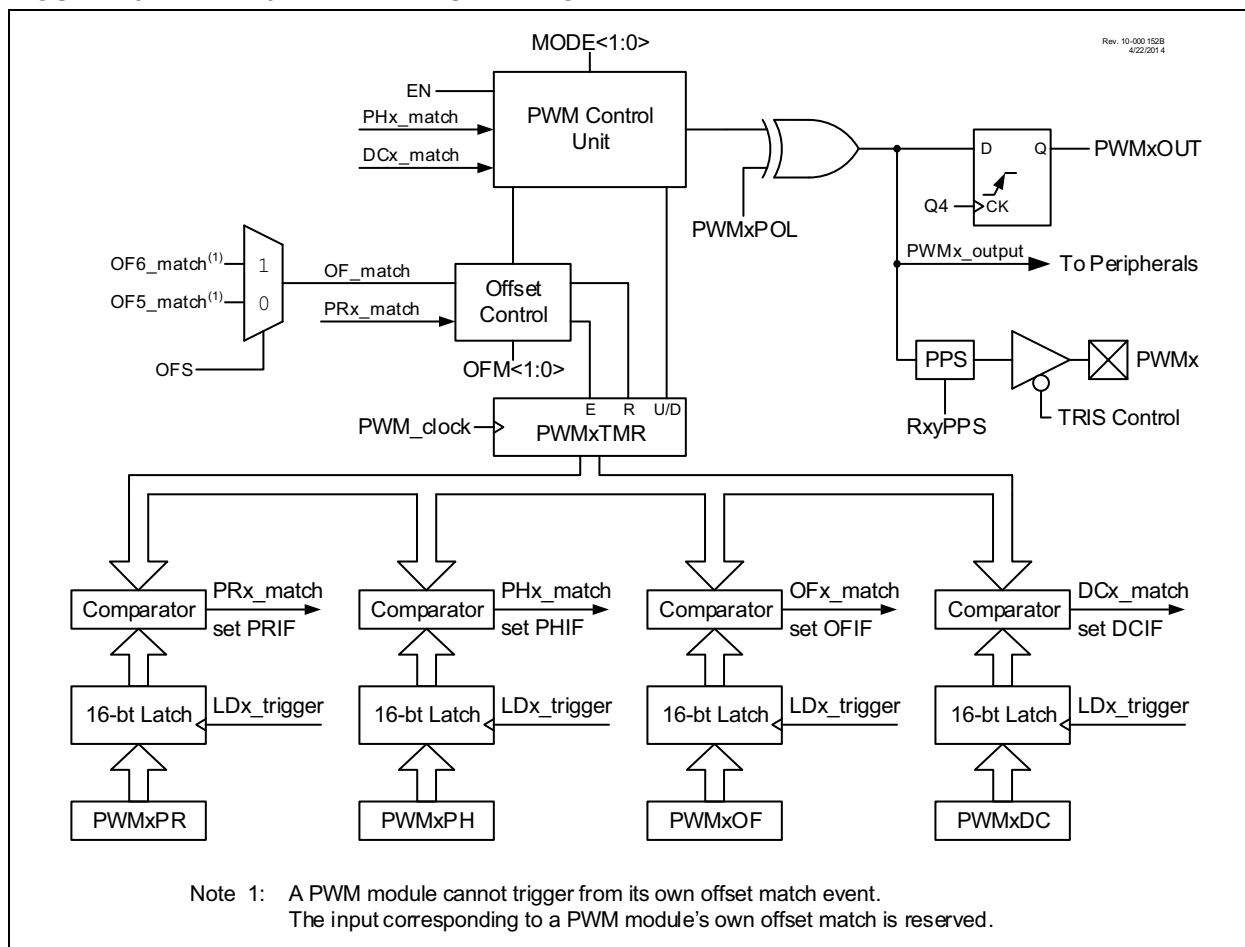 MODE<1:0>
Rev. 10-000 152B
4/22/201 4
EN
PHx_match
DCx_match
PWM Control
Unit
D
Q
PWMxOUT
Q4
CK
PWMxPOL
PWMx_output
To Peripherals
OF6_match(1)
1
OF5_match(1)
0
OF_match
PRx_match
Offset
Control
OFS
OFM<1:0>
PPS
PWMx
RxyPPS
TRIS Control
E R U/D
PWM_clock
PWMxTMR
Comparator
PRx_match
set PRIF
Comparator
PHx_match
set PHIF
Comparator
OFx_match
set OFIF
Comparator
DCx_match
set DCIF
16-bt Latch
LDx_trigger
16-bt Latch
LDx_trigger
16-bt Latch
LDx_trigger
16-bt Latch
LDx_trigger
PWMxPR
PWMxPH
PWMxOF
PWMxDC
Note 1: A PWM module cannot trigger from its own offset match event.
The input corresponding to a PWM module's own offset match is reserved.